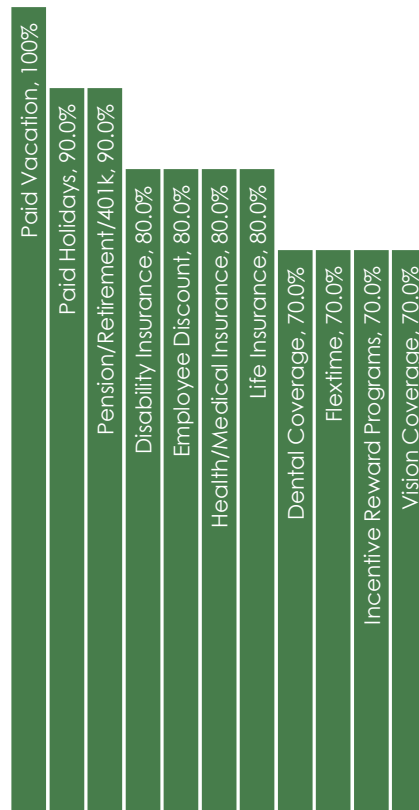 Paid Vacation, 100%
Paid Holidays, 90.0%
Pension/Retirement/401k, 90.0%
Disability Insurance, 80.0%
Employee Discount, 80.0%
Health/Medical Insurance, 80.0%
Life Insurance, 80.0%
Dental Coverage, 70.0%
Flextime, 70.0%
Incentive Reward Programs, 70.0%
Vision Coverage, 70.0%